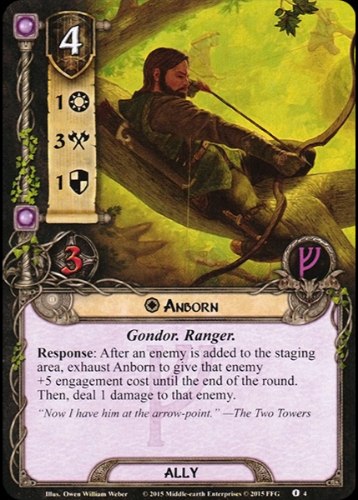 4
1
3
1
3
ANBORN
Gondor. Ranger.
Response: After an enemy is added to the staging
area, exhaust Anborn to give that enemy
+5 engagement cost until the end of the round.
Then, deal 1 damage to that enemy.
“Now I have him at the arrow-point.” —The Two Towers
ALLY
Illus. Owen William Weber © 2015 Middle-earth Enterprises © 2015 FFG 4